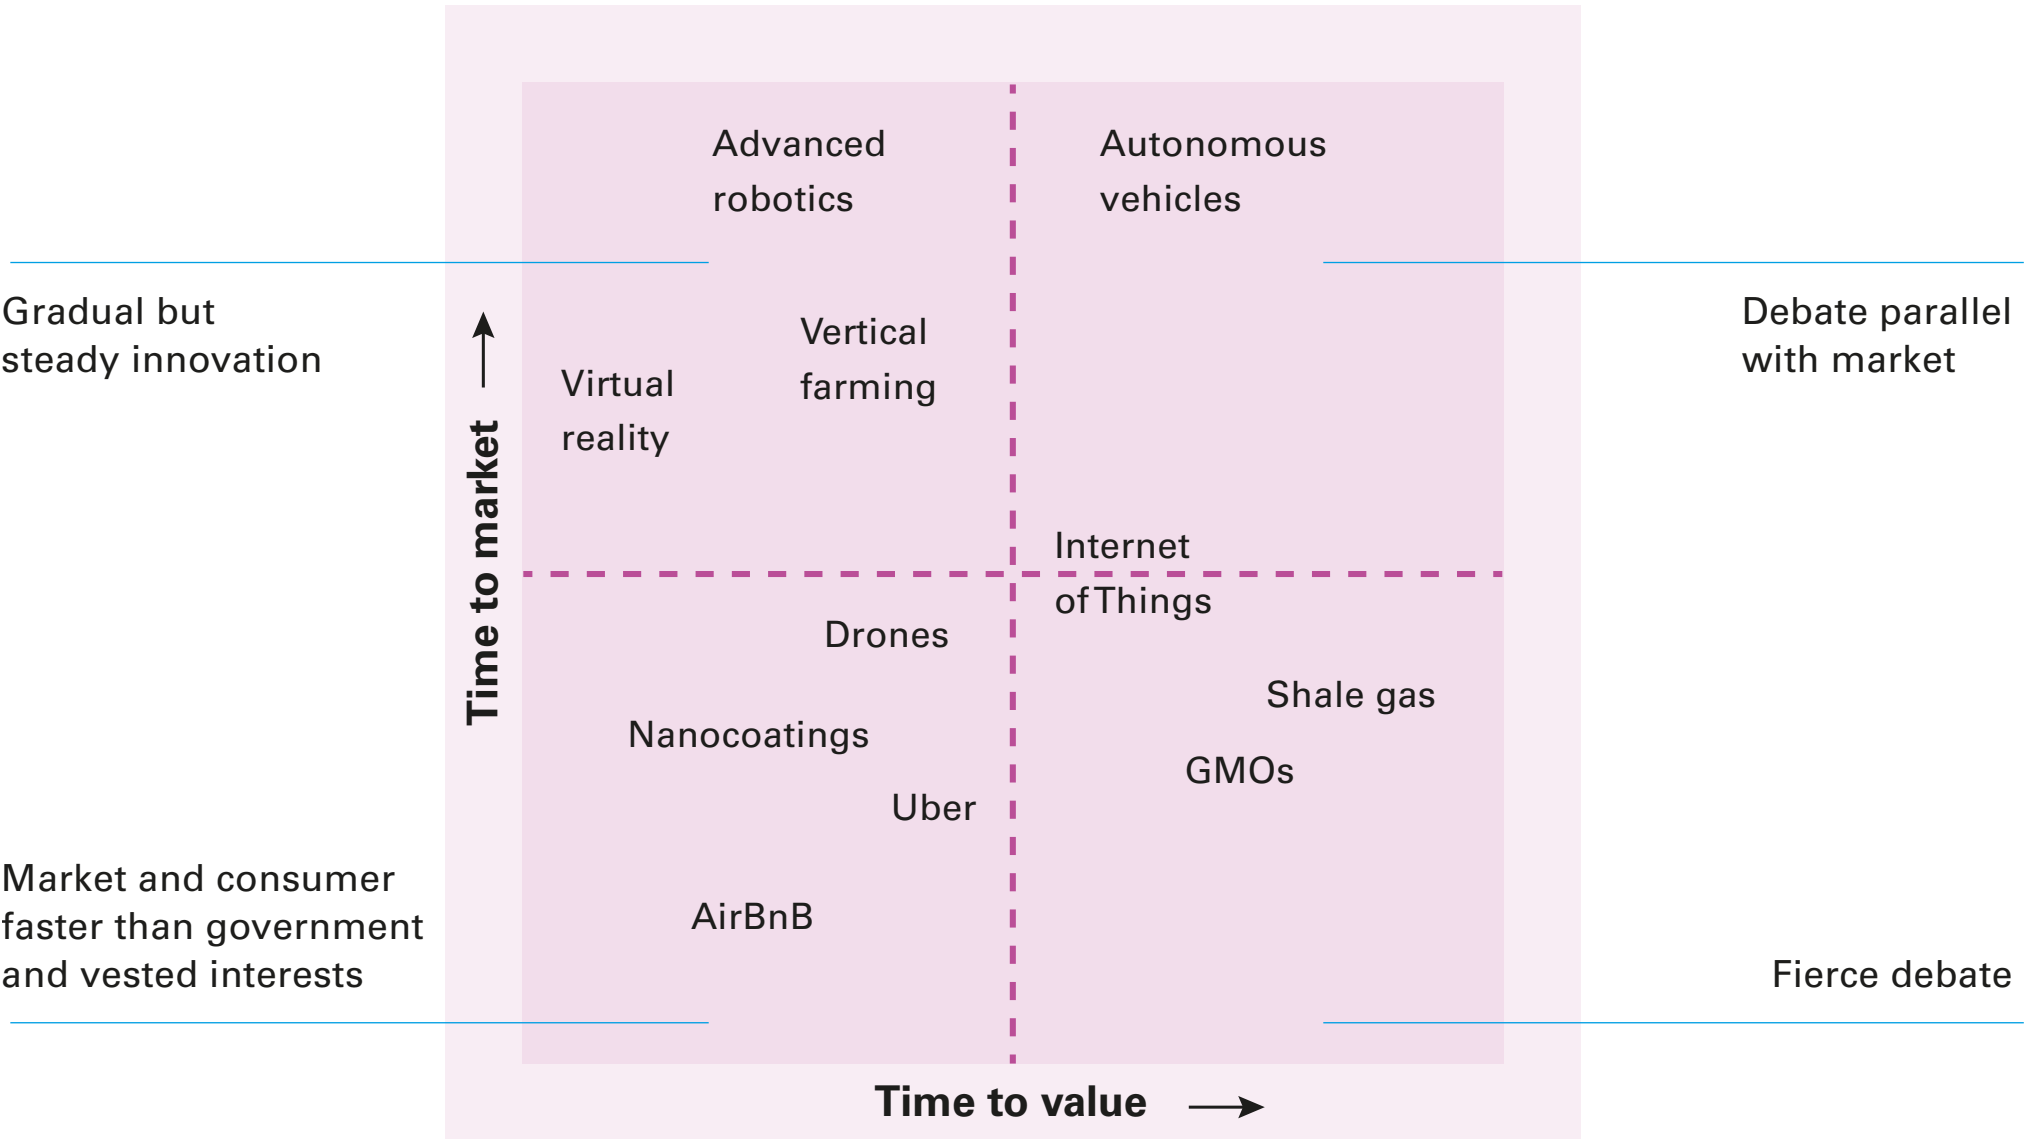 Advanced
robotics
Autonomous
vehicles
Gradual but
steady innovation
Debate parallel
with market
Vertical
farming
Virtual
reality
Time to market
Internet
of Things
Drones
Shale gas
Nanocoatings
GMOs
Uber
Market and consumer
faster than government
and vested interests
AirBnB
Fierce debate
Time to value